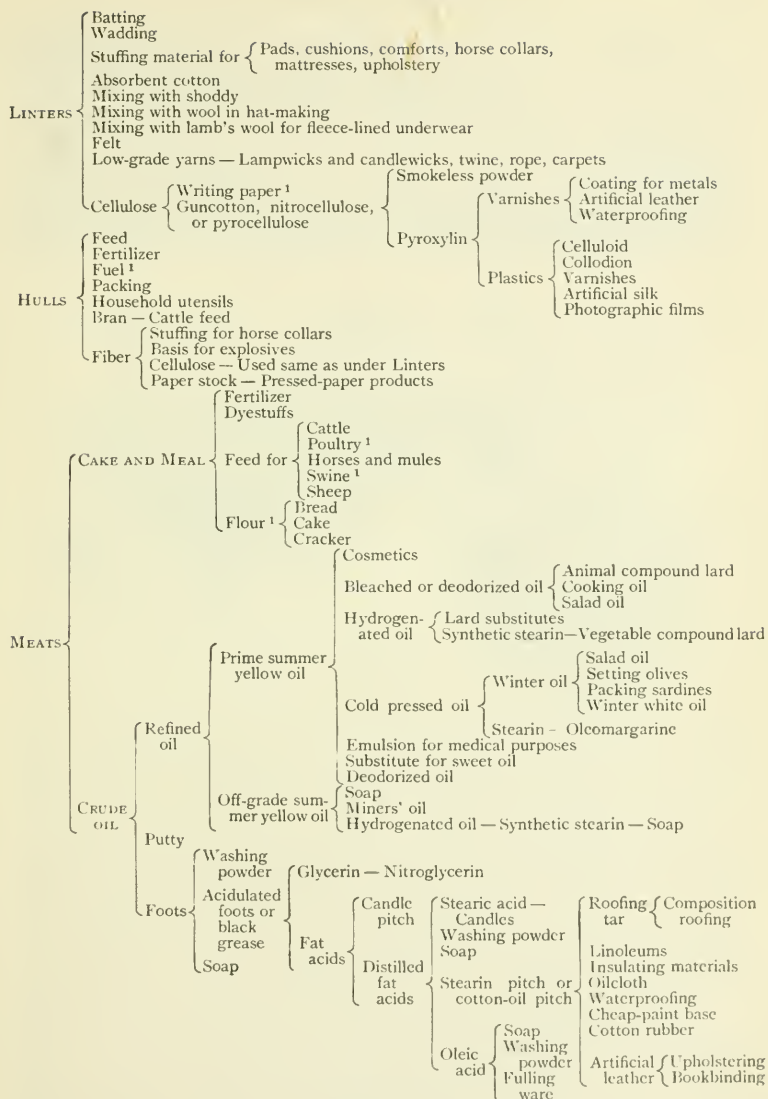 Batting
Wadding
Stuffing material for Pads, cushions, comforts, horse collars,
mattresses, upholstery
Absorbent cotton
Mixing with shoddy
LINTERS Mixing with wool in hat-making
Mixing with lamb's wool for fleece-lined underwear
Felt
Low-grade yarns — Lampwicks and candlewicks, twine, rope, carpets
Cellulose
Writing paper ¹
Guncotton, nitrocellulose,
or pyrocellulose
Smokeless powder
Pyroxylin
Varnishes
Coating for metals
Artificial leather
Waterproofing
Plastics
Celluloid
Collodion
Varnishes
Artificial silk
Photographic films
HULLS
Feed
Fertilizer
Fuel ¹
Packing
Household utensils
Bran — Cattle feed
Fiber
Stuffing for horse collars
Basis for explosives
Cellulose — Used same as under Linters
Paper stock — Pressed-paper products
MEATS
CAKE AND MEAL
Fertilizer
Dyestuffs
Feed for
Cattle
Poultry ¹
Horses and mules
Swine ¹
Sheep
Flour ¹
Bread
Cake
Cracker
CRUDE
OIL
Refined
oil
Prime summer
yellow oil
Cosmetics
Bleached or deodorized oil
Animal compound lard
Cooking oil
Salad oil
Hydrogen-
ated oil
Lard substitutes
Synthetic stearin—Vegetable compound lard
Cold pressed oil
Winter oil
Salad oil
Setting olives
Packing sardines
Winter white oil
Stearin - Oleomargarine
Emulsion for medical purposes
Substitute for sweet oil
Deodorized oil
Off-grade sum-
mer yellow oil
Soap
Miners' oil
Hydrogenated oil — Synthetic stearin — Soap
Putty
Foots
Washing
powder
Acidulated
foots or
black
grease
Soap
Glycerin — Nitroglycerin
Fat
acids
Candle
pitch
Distilled
fat
acids
Stearic acid —
Candles
Washing powder
Soap
Stearin pitch or
cotton-oil pitch
Roofing
tar
Composition
roofing
Linoleums
Insulating materials
Oilcloth
Waterproofing
Cheap-paint base
Cotton rubber
Artificial
leather
Upholstering
Bookbinding
Oleic
acid
Soap
Washing
powder
Fulling
ware